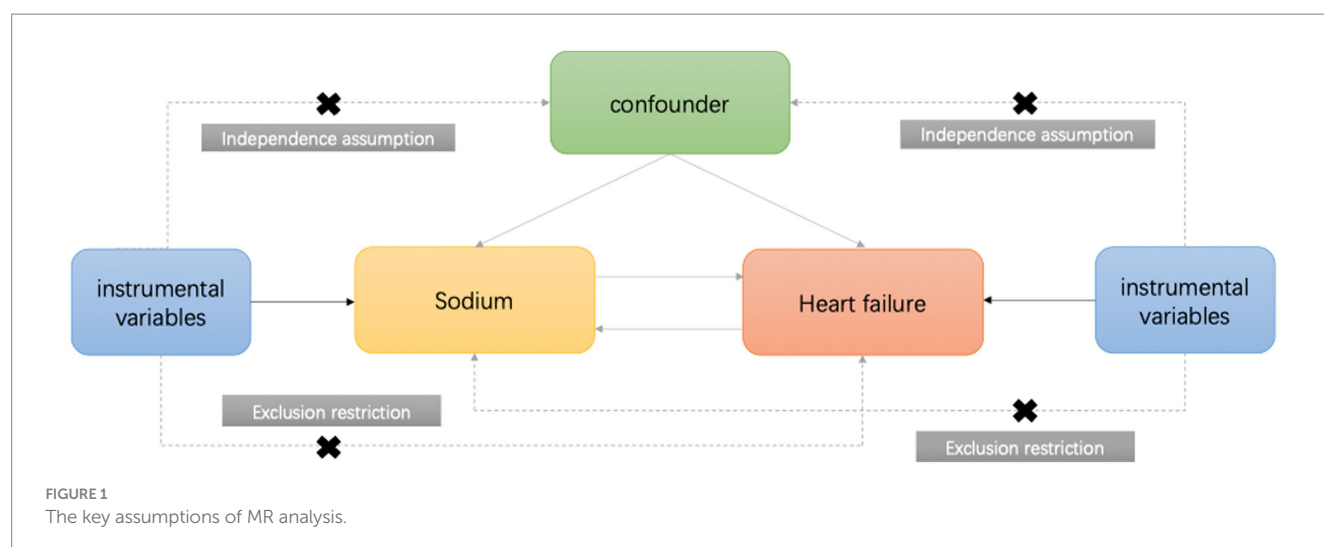 confounder
Independence assumption
Independence assumption
instrumental
variables
Sodium
Heart failure
instrumental
variables
Exclusion restriction
Exclusion restriction
FIGURE 1
The key assumptions of MR analysis.